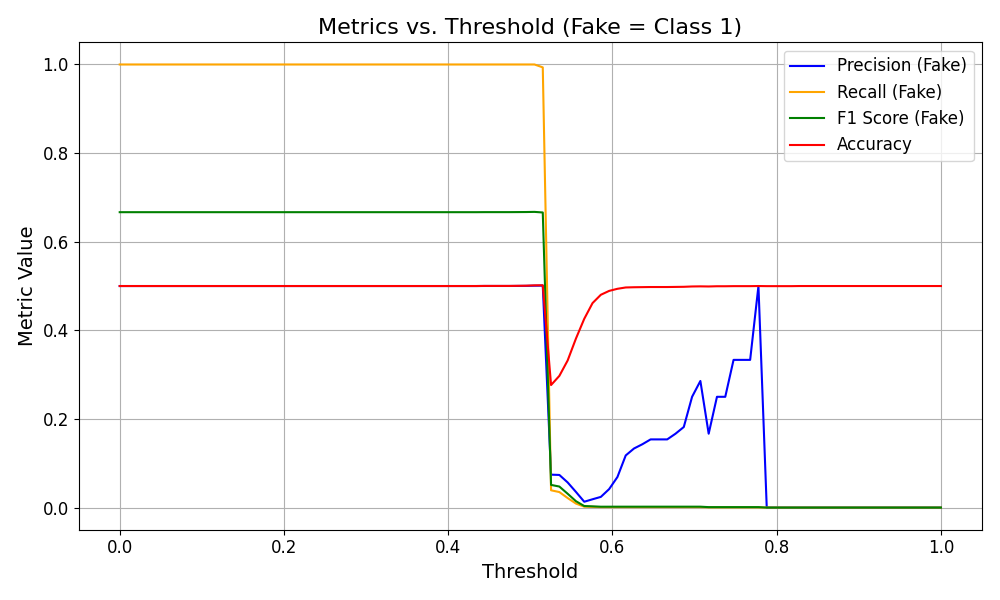 Metrics vs. Threshold (Fake = Class 1)
Precision (Fake)
Recall (Fake)
F1 Score (Fake)
Accuracy
Metric Value
1.0
0.8
0.6
0.4
0.2
0.0
0.0 0.2 0.4 0.6 0.8 1.0
Threshold